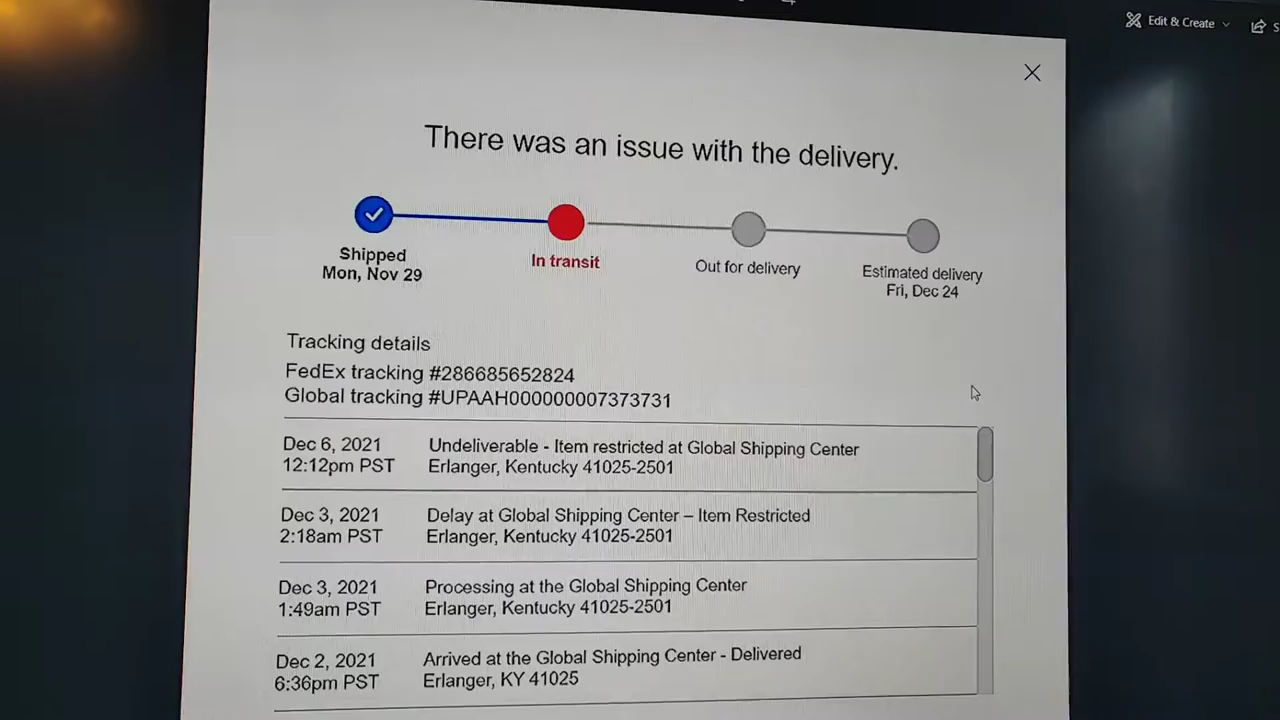 Edit & Create
There was an issue with the delivery.
Shipped
Mon, Nov 29
In transit
Out for delivery
Estimated delivery
Fri, Dec 24
Tracking details
FedEx tracking #286685652824
Global tracking #UPAAH000000007373731
Dec 6, 2021
12:12pm PST
Undeliverable - Item restricted at Global Shipping Center
Erlanger, Kentucky 41025-2501
Dec 3, 2021
2:18am PST
Delay at Global Shipping Center – Item Restricted
Erlanger, Kentucky 41025-2501
Dec 3, 2021
1:49am PST
Processing at the Global Shipping Center
Erlanger, Kentucky 41025-2501
Dec 2, 2021
6:36pm PST
Arrived at the Global Shipping Center - Delivered
Erlanger, KY 41025